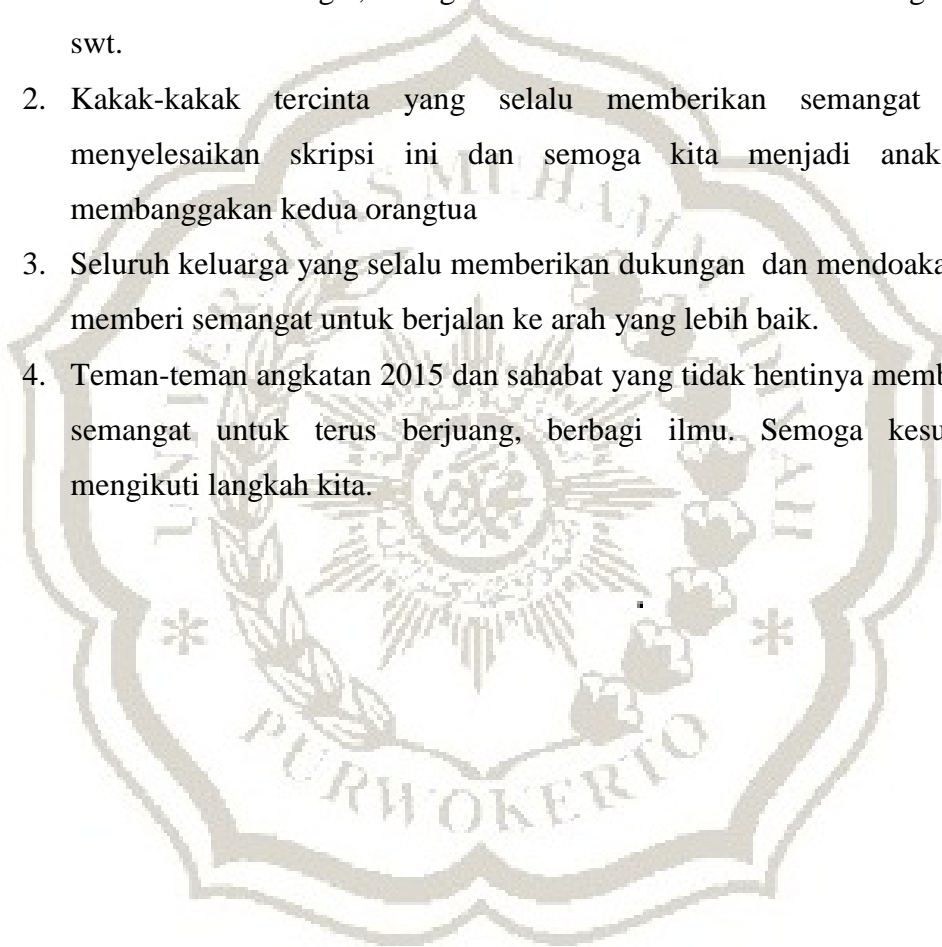 swt.
2. Kakak-kakak tercinta yang selalu memberikan semangat
menyelesaikan skripsi ini dan semoga kita menjadi anak
membanggakan kedua orangtua
3. Seluruh keluarga yang selalu memberikan dukungan dan mendoaka
memberi semangat untuk berjalan ke arah yang lebih baik.
4. Teman-teman angkatan 2015 dan sahabat yang tidak hentinya memb
semangat untuk terus berjuang, berbagi ilmu. Semoga kesu
mengikuti langkah kita.
UNIVERSITAS MUHAMMADIYAH
PURWOKERTO